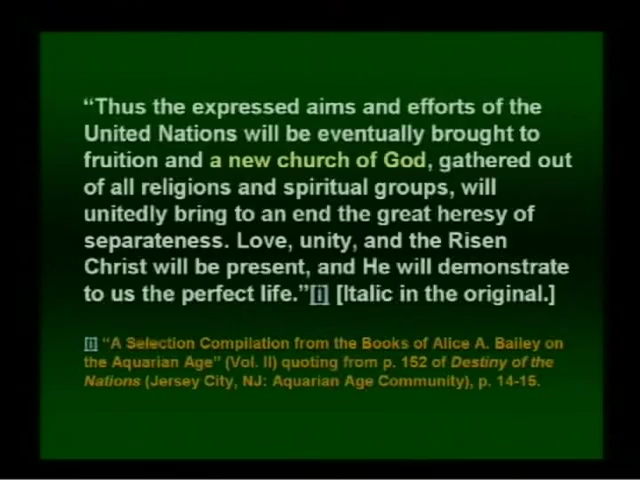 “Thus the expressed aims and efforts of the
United Nations will be eventually brought to
fruition and a new church of God, gathered out
of all religions and spiritual groups, will
unitedly bring to an end the great heresy of
separateness. Love, unity, and the Risen
Christ will be present, and He will demonstrate
to us the perfect life.”[i] [Italic in the original.]
[i] “A Selection Compilation from the Books of Alice A. Bailey on
the Aquarian Age” (Vol. II) quoting from p. 152 of Destiny of the
Nations (Jersey City, NJ: Aquarian Age Community), p. 14-15.